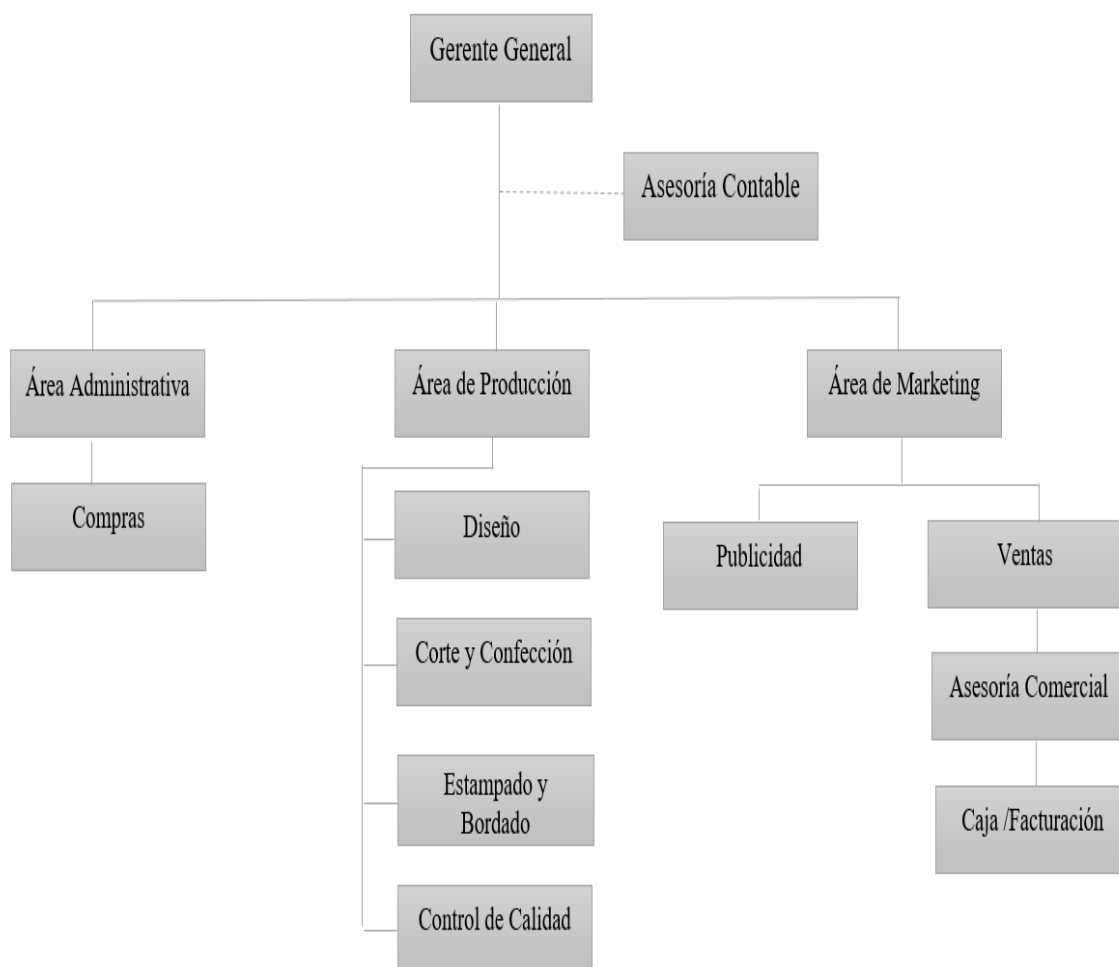 Gerente General
Asesoría Contable
Área Administrativa
Área de Producción
Área de Marketing
Compras
Diseño
Publicidad
Ventas
Corte y Confección
Asesoría Comercial
Estampado y
Bordado
Caja /Facturación
Control de Calidad